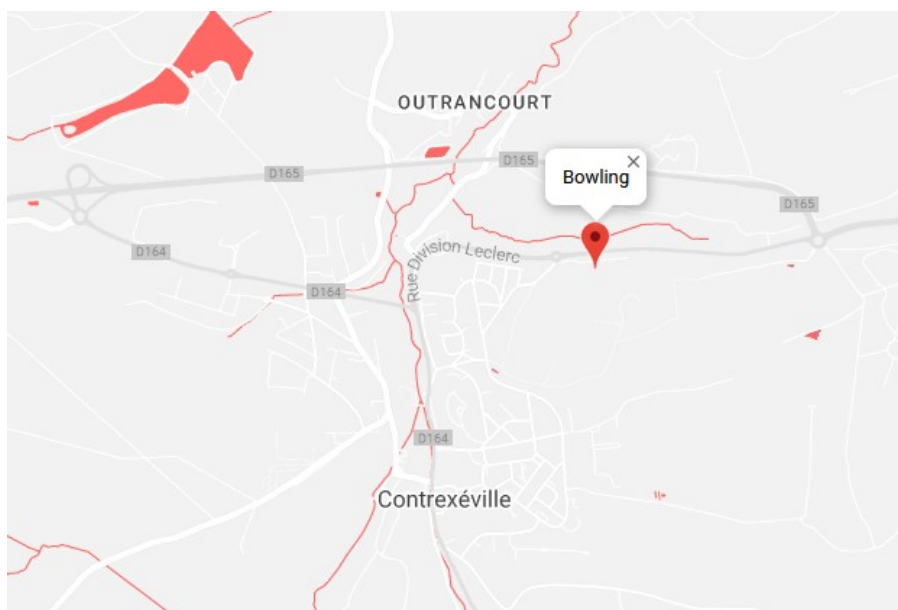 OUTRANCOURT
D165
D165
Bowling
×
D165
D164
Rue Division Leclerc
D164
D164
Contrexéville